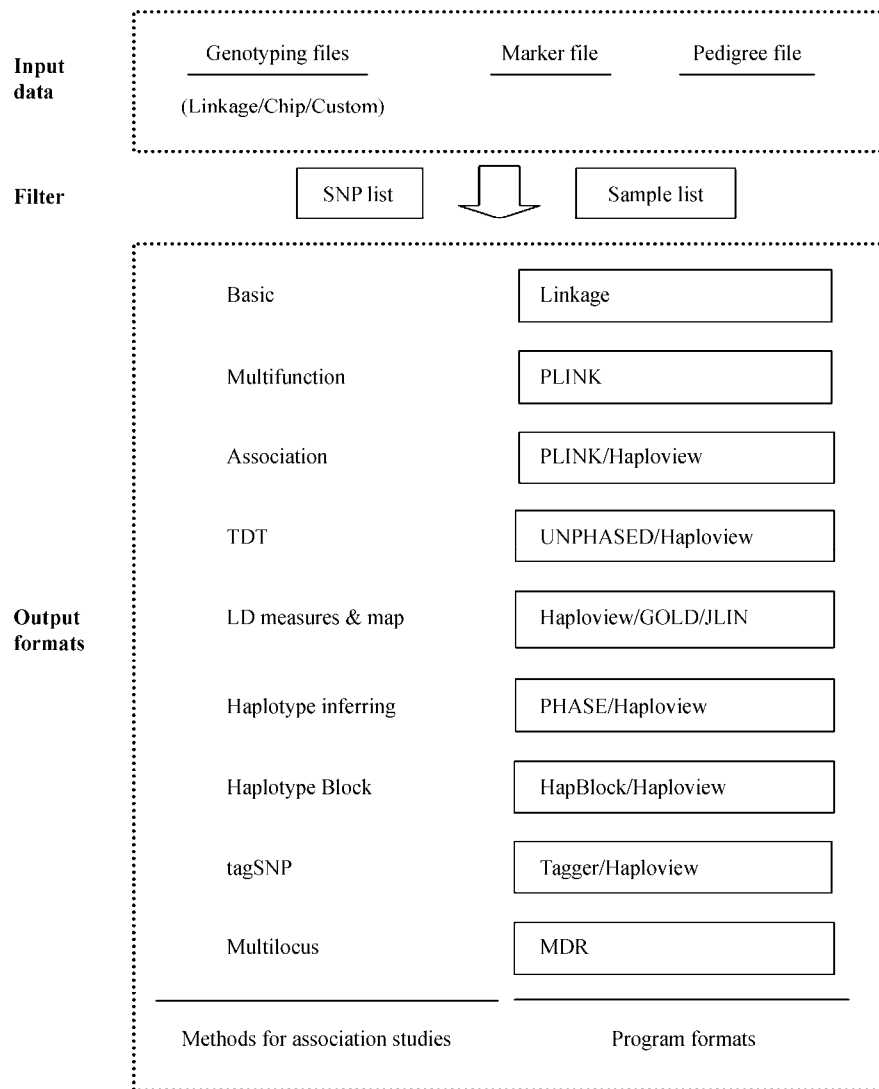 Input data
Genotyping files
Marker file
Pedigree file
(Linkage/Chip/Custom)
Filter
SNP list
Sample list
Output formats
Basic
Linkage
Multifunction
PLINK
Association
PLINK/Haploview
TDT
UNPHASED/Haploview
LD measures & map
Haploview/GOLD/JLIN
Haplotype inferring
PHASE/Haploview
Haplotype Block
HapBlock/Haploview
tagSNP
Tagger/Haploview
Multilocus
MDR
Methods for association studies
Program formats